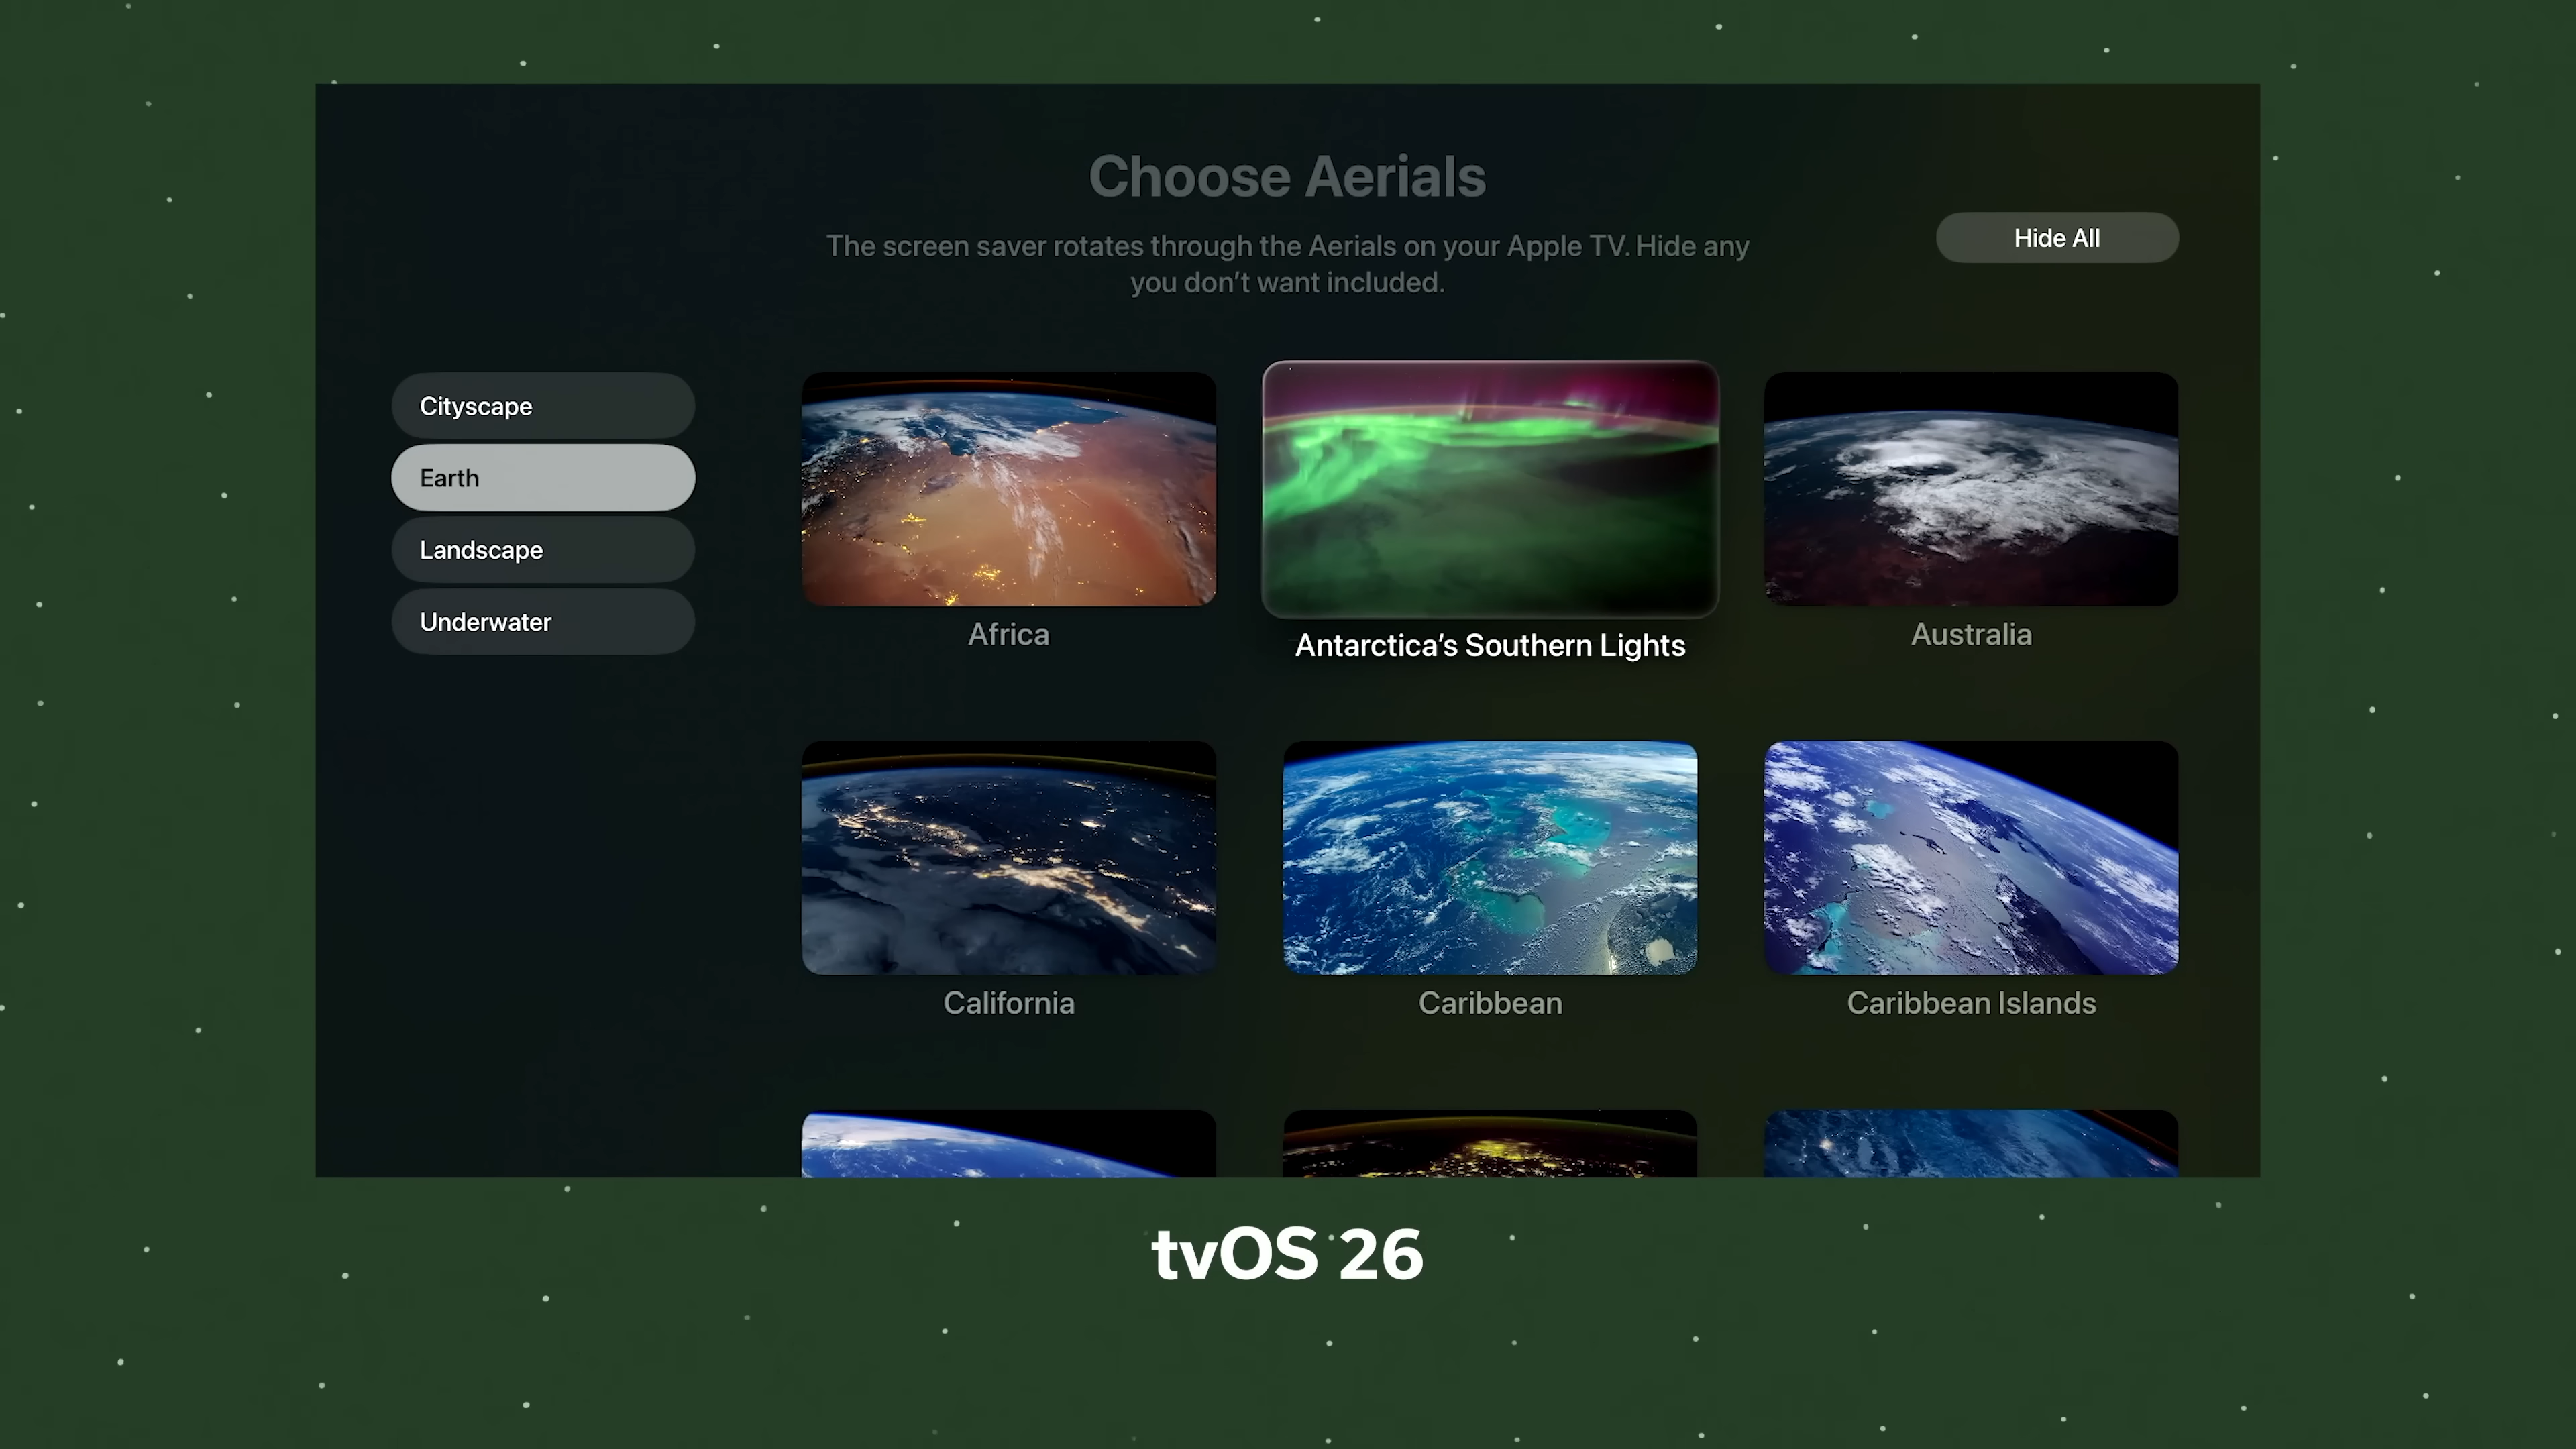 Choose Aerials
The screen saver rotates through the Aerials on your Apple TV. Hide any
you don’t want included.
Hide All
Cityscape
Earth
Landscape
Underwater
Africa
Antarctica’s Southern Lights
Australia
California
Caribbean
Caribbean Islands
tvOS 26